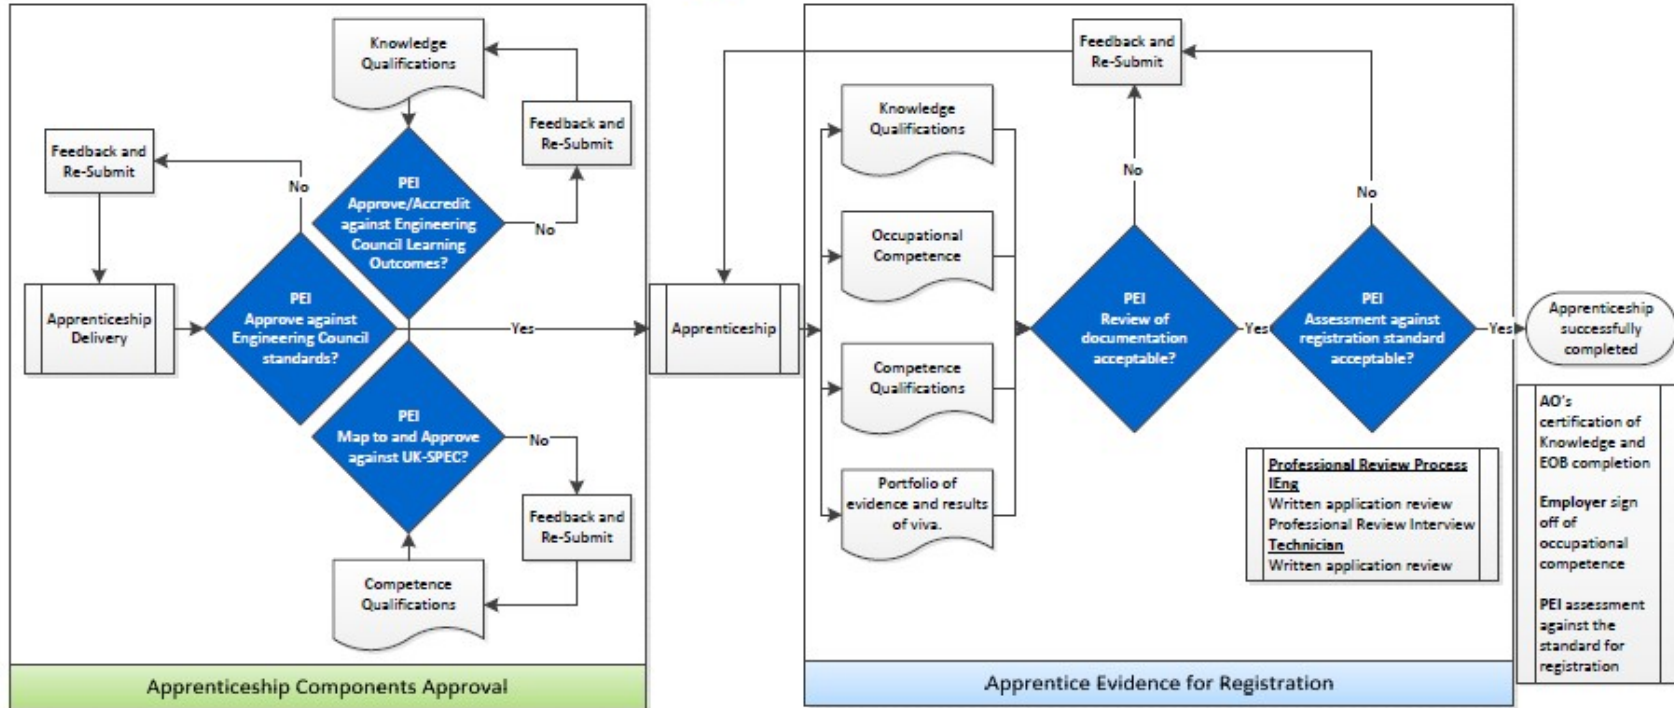 Knowledge
Qualifications
Feedback and
Re-Submit
Feedback and
Re-Submit
No
PEI
Approve/Accredit
against Engineering
Council Learning
Outcomes?
No
Apprenticeship
Delivery
PEI
Approve against
Engineering Council
standards?
Yes
PEI
Map to and Approve
against UK-SPEC?
No
Feedback and
Re-Submit
Competence
Qualifications
Apprenticeship Components Approval
Apprenticeship
Feedback and
Re-Submit
Knowledge
Qualifications
Occupational
Competence
Competence
Qualifications
Portfolio of
evidence and results
of viva.
No
No
PEI
Review of
documentation
acceptable?
Yes
PEI
Assessment against
registration standard
acceptable?
Yes
Apprenticeship
successfully
completed
Professional Review Process
IEng
Written application review
Professional Review Interview
Technician
Written application review
AO's
certification of
Knowledge and
EOB completion
Employer sign
off of
occupational
competence
PEI assessment
against the
standard for
registration
Apprentice Evidence for Registration